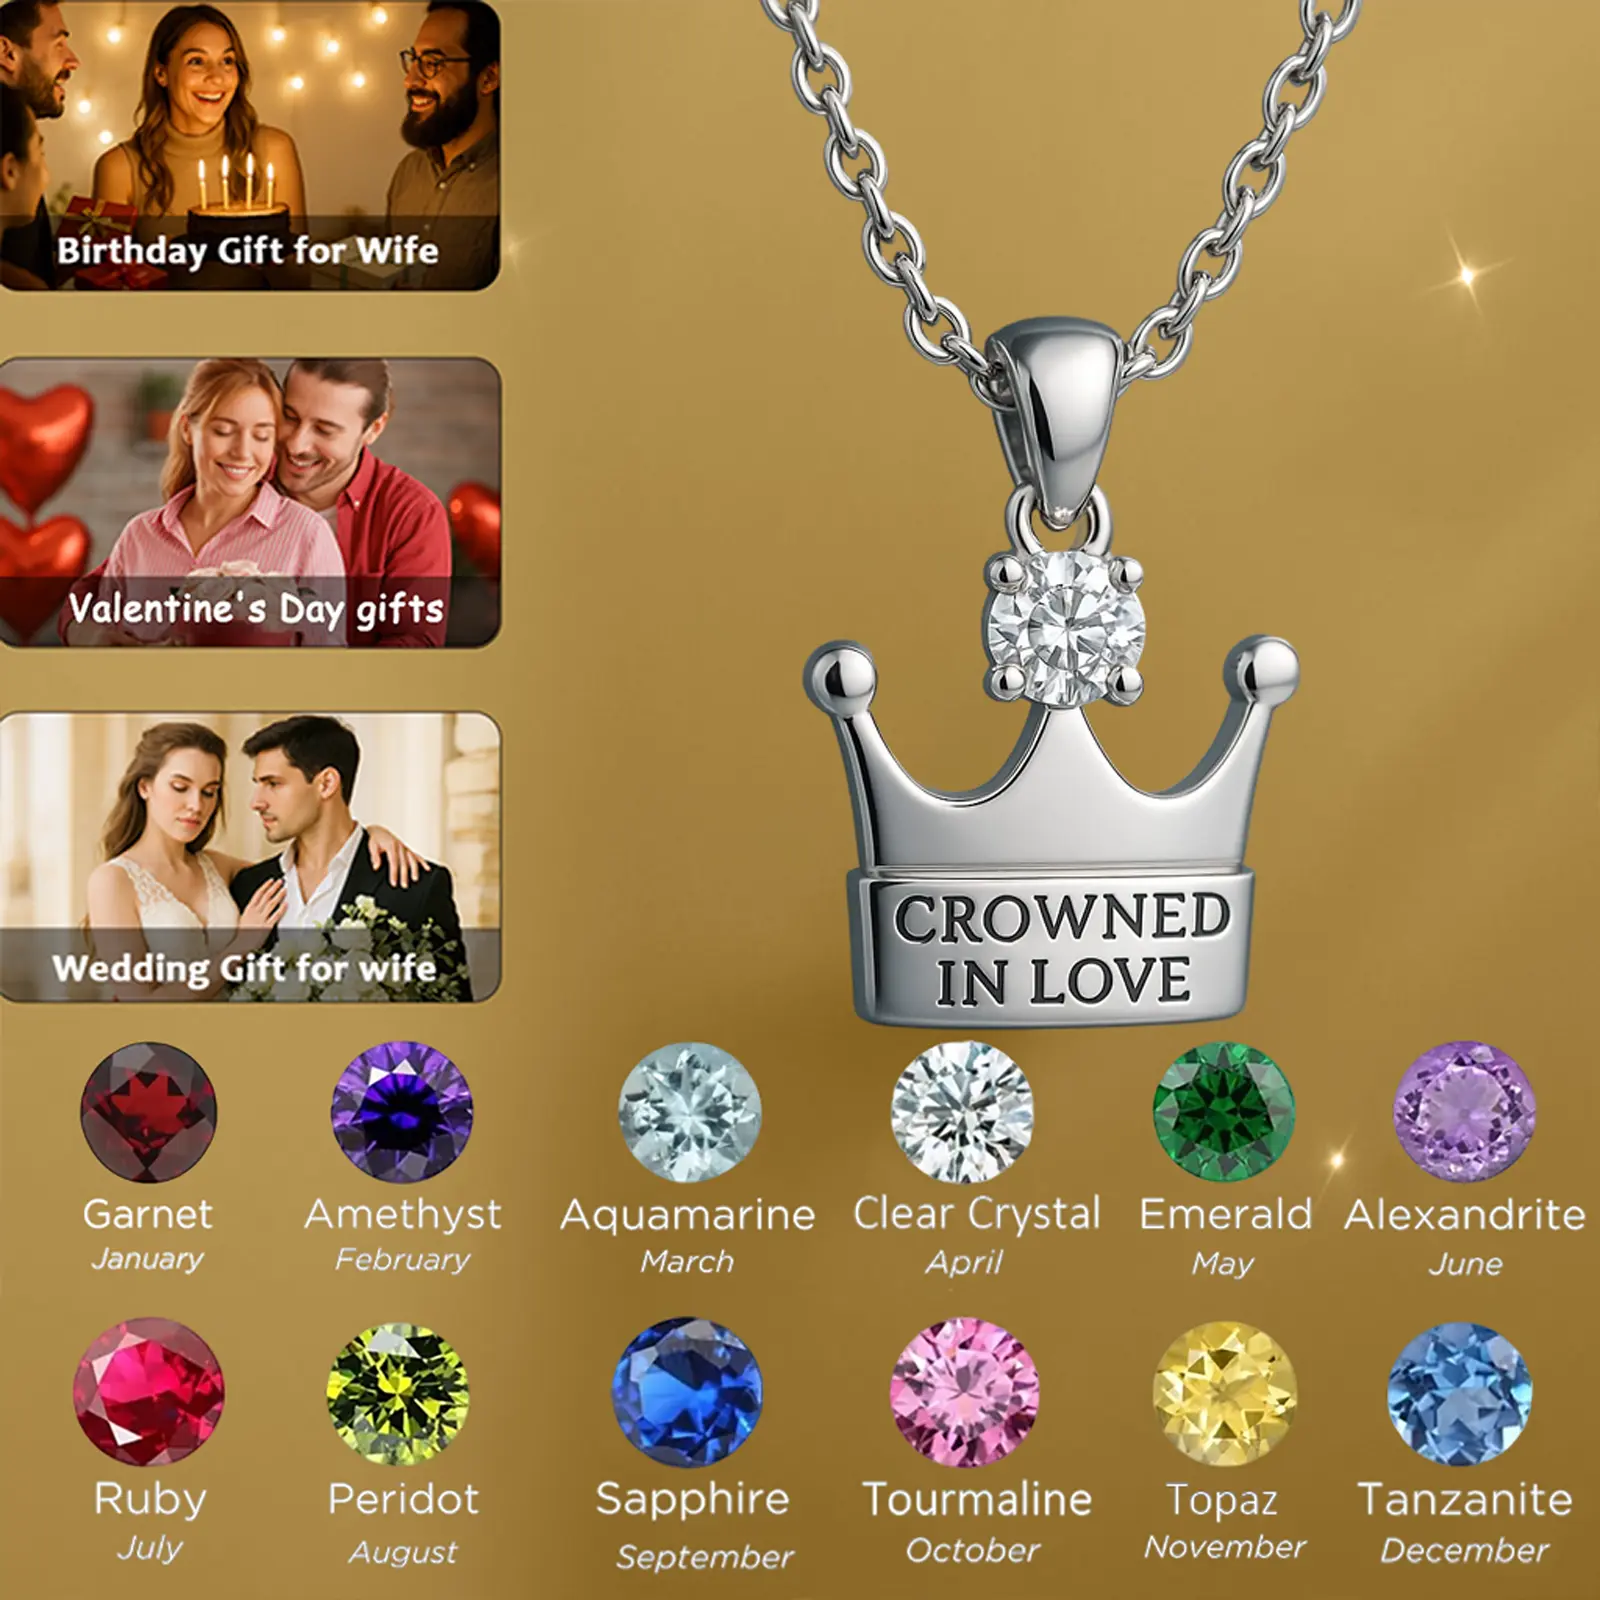 Birthday Gift for Wife
Valentine's Day gifts
Wedding Gift for wife
CROWNED
IN LOVE
Garnet
January
Amethyst
February
Aquamarine
March
Clear Crystal
April
Emerald
May
Alexandrite
June
Ruby
July
Peridot
August
Sapphire
September
Tourmaline
October
Topaz
November
Tanzanite
December